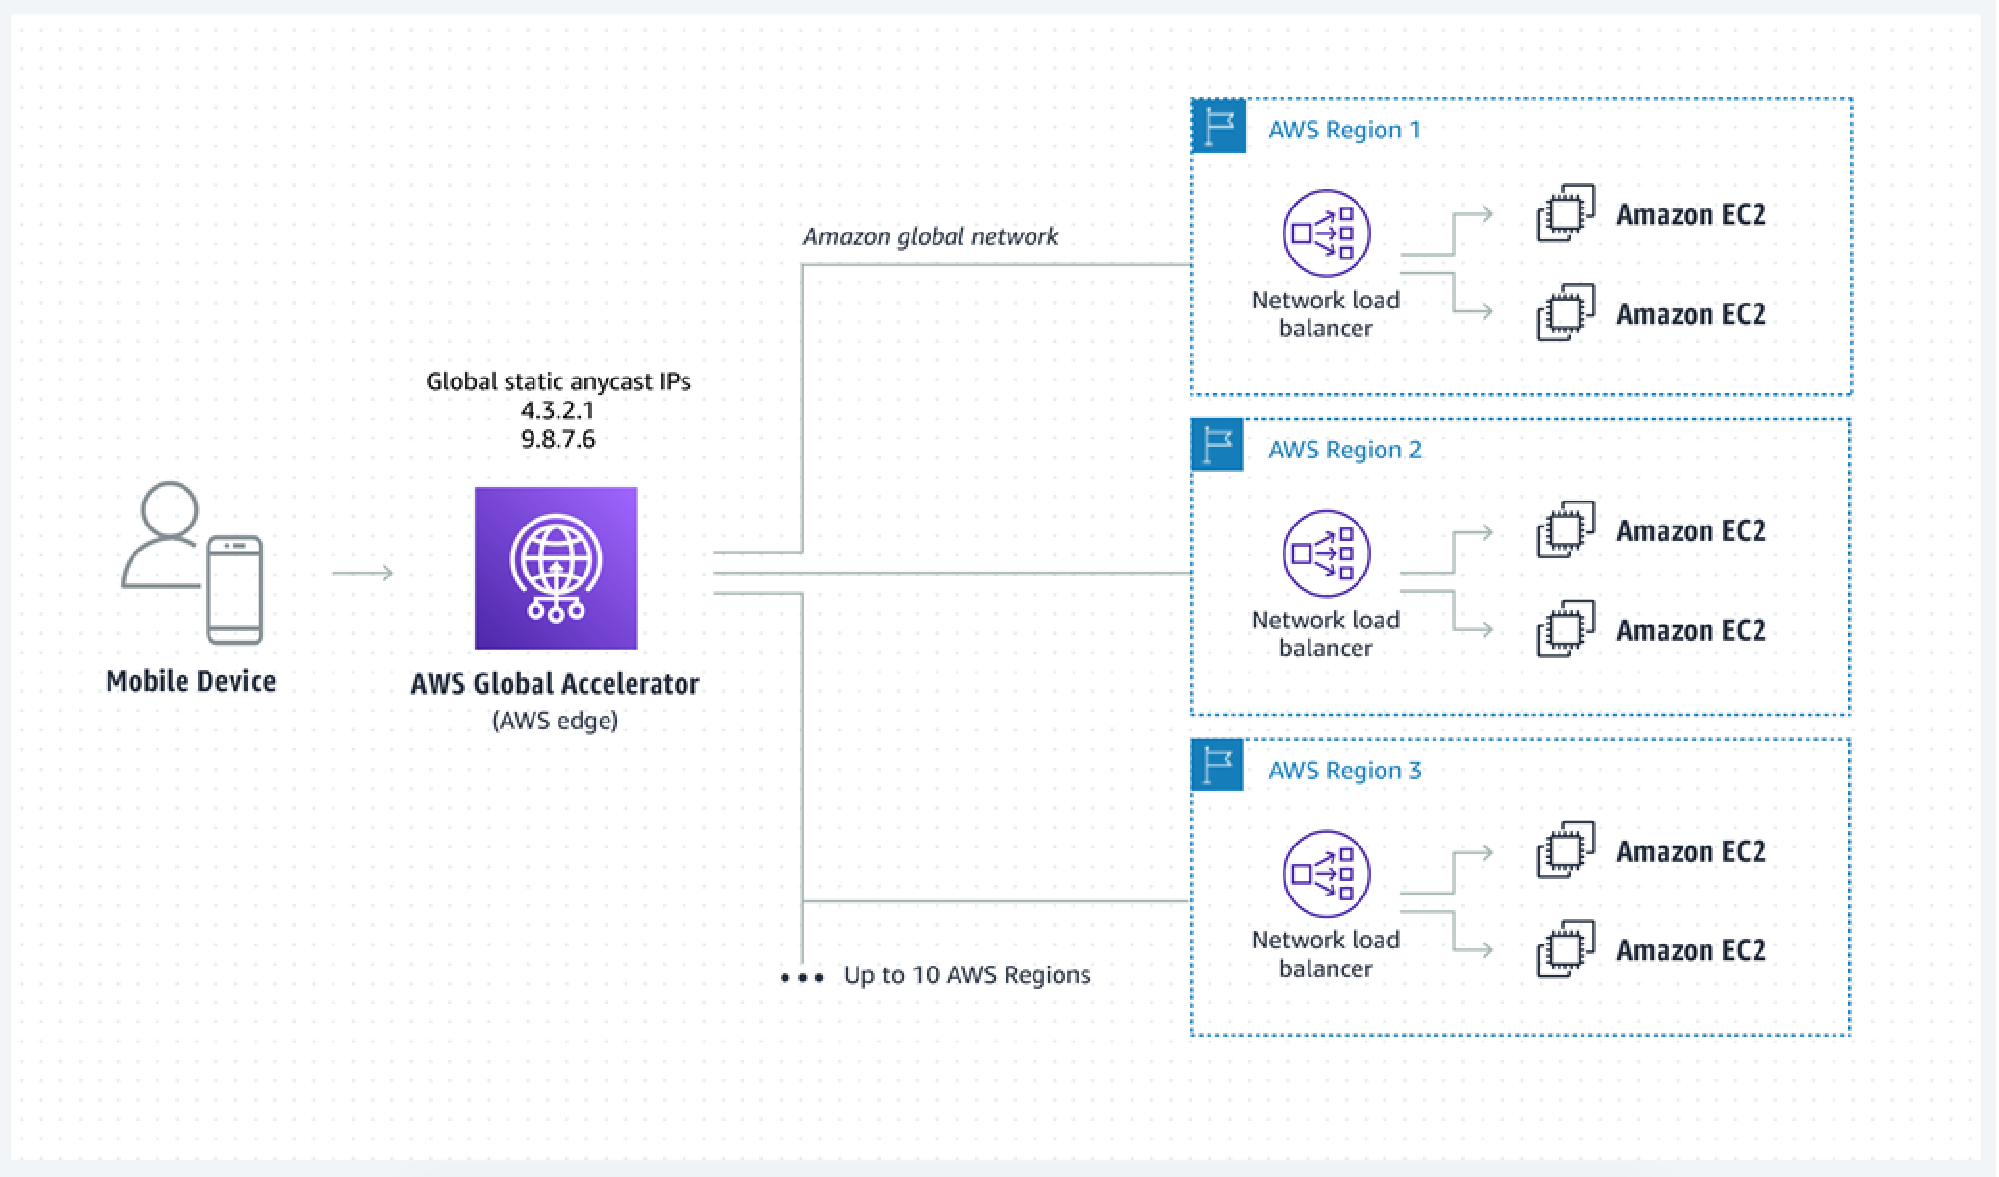 AWS Region 1
Amazon EC2
Amazon global network
Network load
balancer
Amazon EC2
Global static anycast IPs
4.3.2.1
9.8.7.6
AWS Region 2
Amazon EC2
Network load
balancer
Amazon EC2
Mobile Device
AWS Global Accelerator
(AWS edge)
AWS Region 3
Amazon EC2
Network load
balancer
Amazon EC2
••• Up to 10 AWS Regions